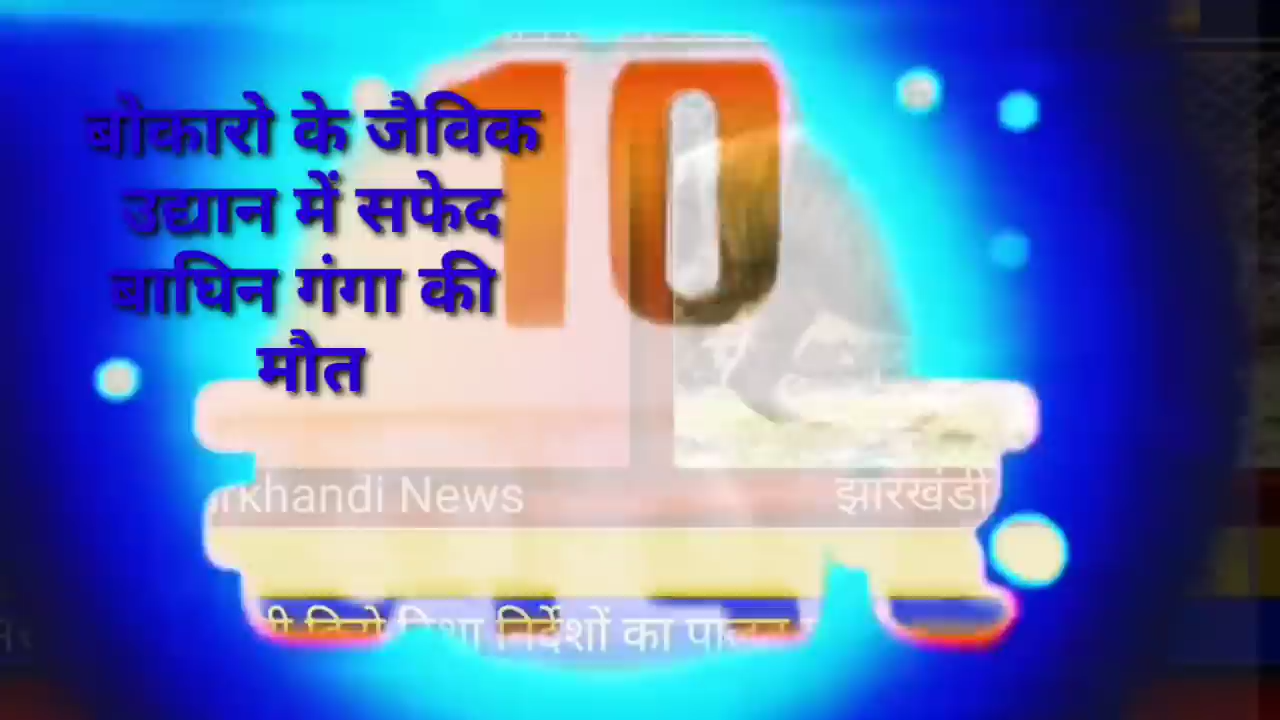 10
बोकारो के जैविक
उद्यान में सफेद
बाघिन गंगा की
मौत
rkhandi News
झारखंडी
निर्देशों का